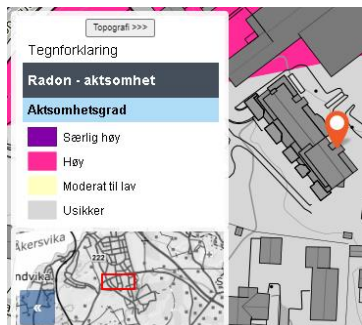 Topografi >>>
Tegnforklaring
Radon - aktsomhet
Aktsomhetsgrad
Særlig høy
Høy
Moderat til lav
Usikker
Åkersvika
222
ndvika
«